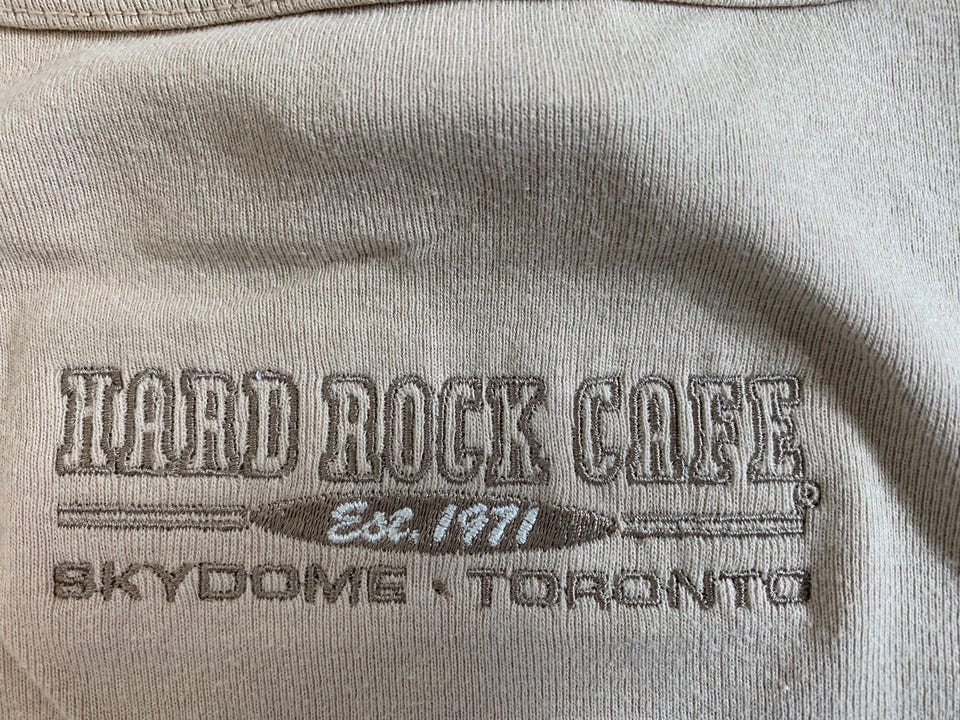 HARD ROCK CAFE
®
Est. 1971
SKYDOME · TORONTO